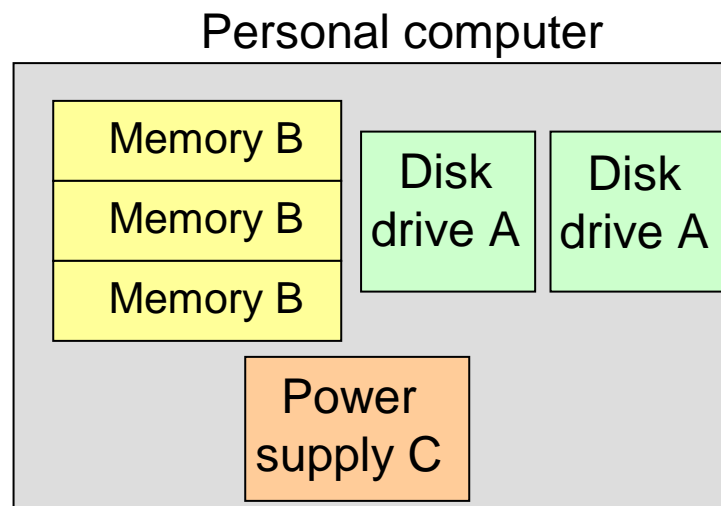 Personal computer
Memory B
Memory B
Memory B
Disk
drive A
Disk
drive A
Power
supply C